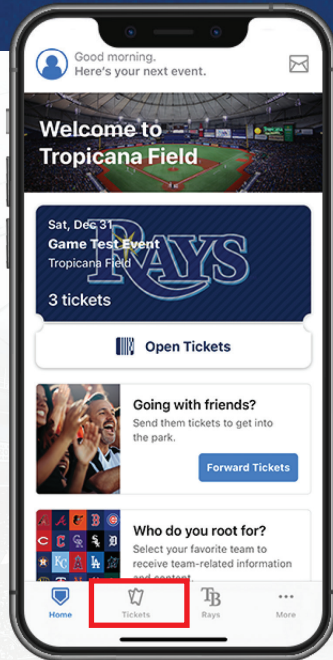 Good morning.
Here's your next event.
Welcome to
Tropicana Field
Sat, Dec 31
Game Test Event
Tropicana Field
RAYS
3 tickets
Open Tickets
Going with friends?
Send them tickets to get into
the park.
Forward Tickets
Who do you root for?
Select your favorite team to
receive team-related information
and content.
Home
Tickets
TB
Rays
More